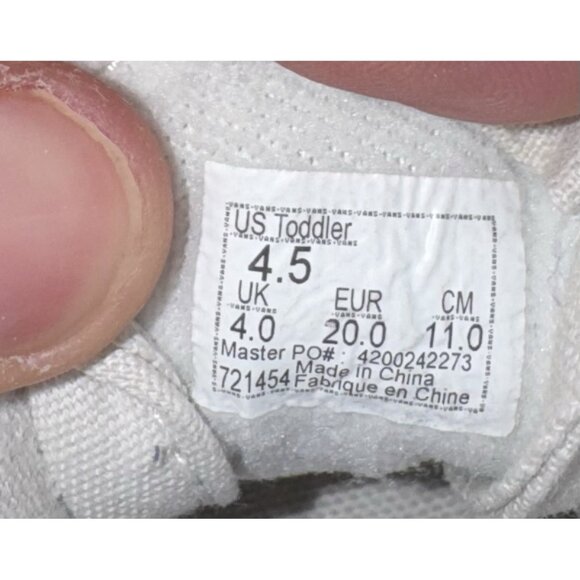 US Toddler
4.5
UK EUR CM
4.0 20.0 11.0
Master PO# : 4200242273
721454 Made in China
Fabrique en Chine